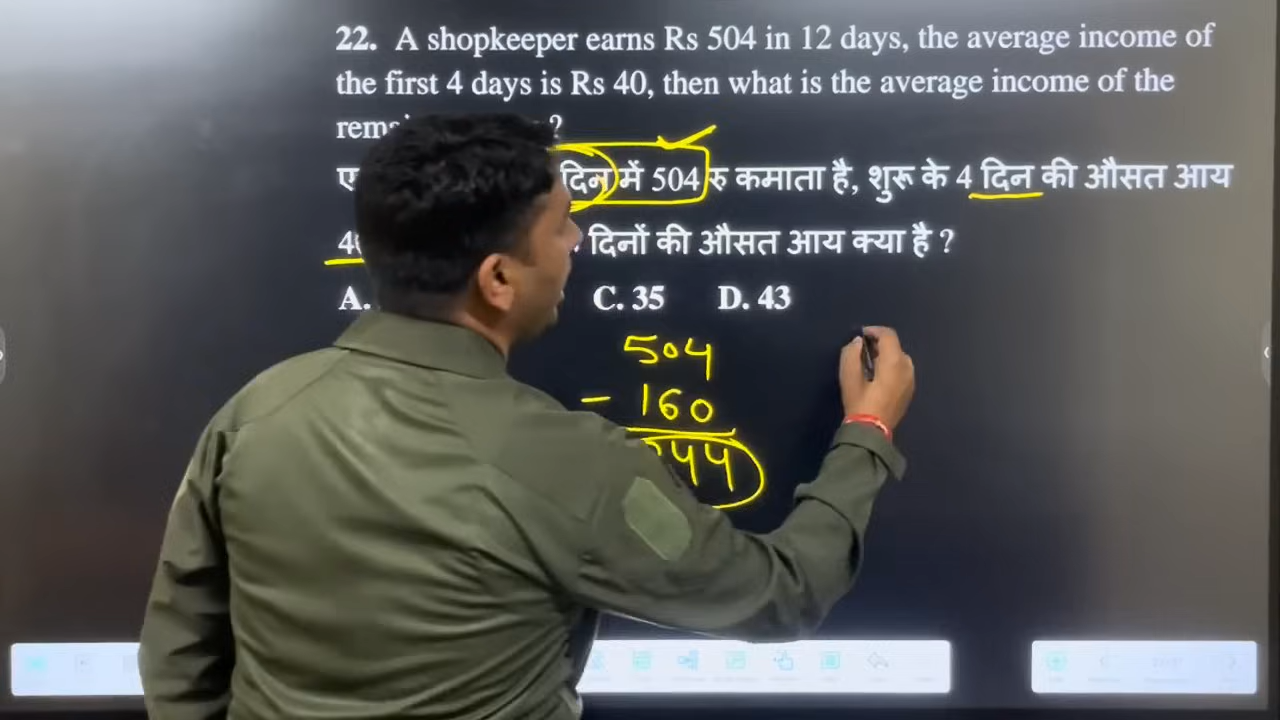 22. A shopkeeper earns Rs 504 in 12 days, the average income of
the first 4 days is Rs 40, then what is the average income of the
?
दिन में 504 रु कमाता है, शुरू के 4 दिन की औसत आय
दिनों की औसत आय क्या है ?
A. C. 35 D. 43
504
- 160
44